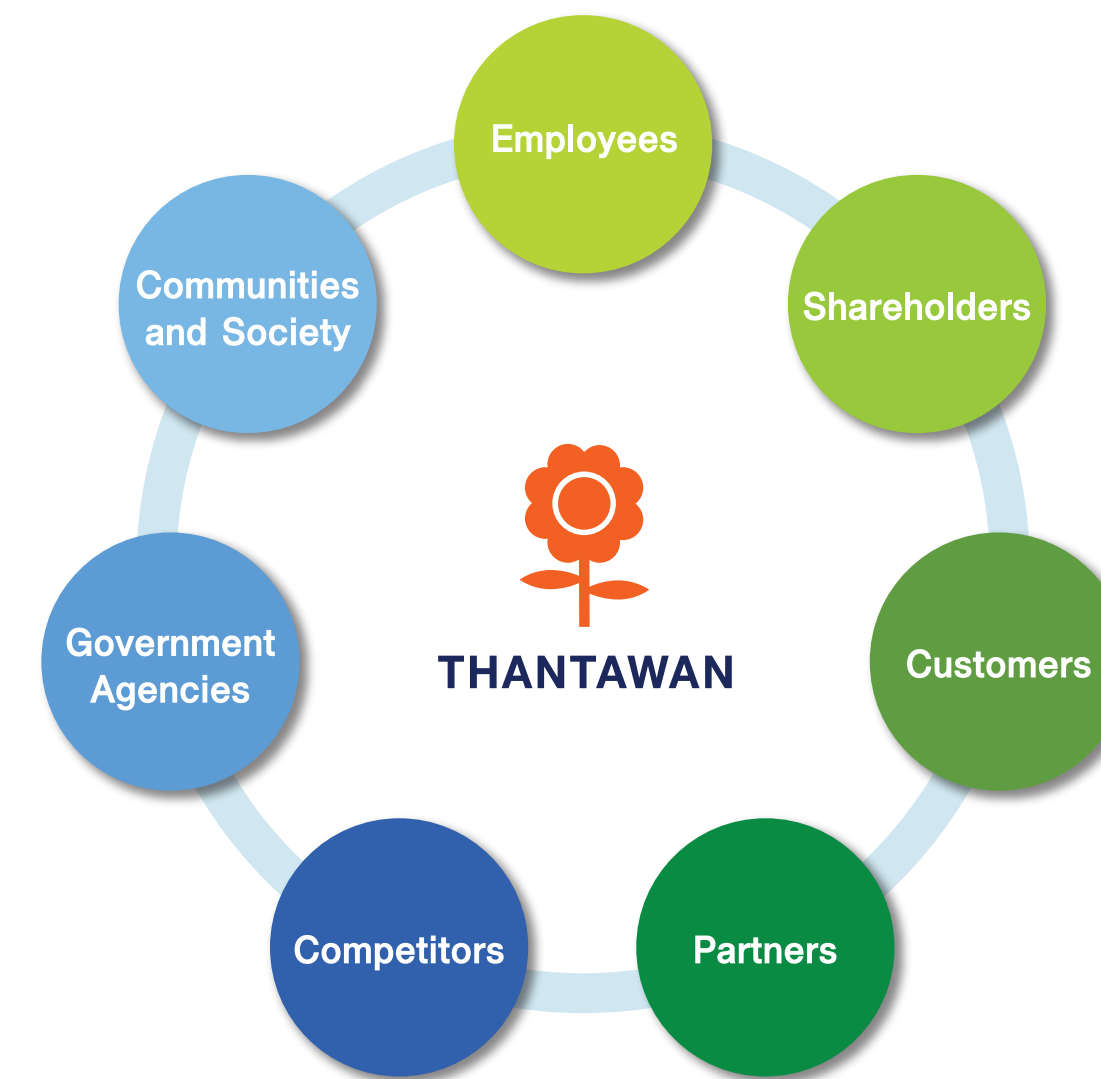 Employees
Shareholders
Customers
Partners
Competitors
Government
Agencies
Communities
and Society
THANTAWAN